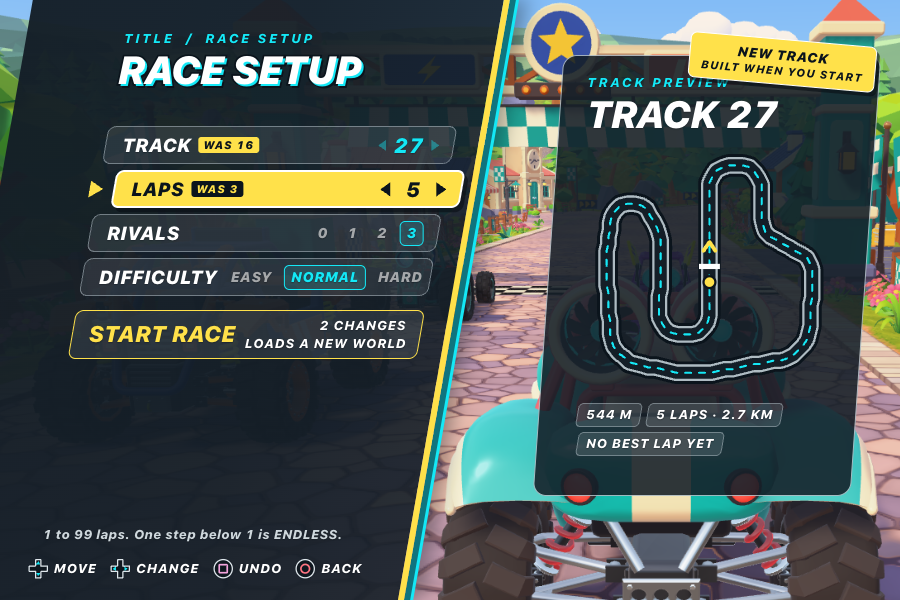 TITLE / RACE SETUP
RACE SETUP
TRACK WAS 16 27
LAPS WAS 3 5
RIVALS 0 1 2 3
DIFFICULTY EASY NORMAL HARD
START RACE
2 CHANGES
LOADS A NEW WORLD
1 to 99 laps. One step below 1 is ENDLESS.
MOVE CHANGE UNDO BACK
NEW TRACK
BUILT WHEN YOU START
TRACK PREVIEW
TRACK 27
544 M 5 LAPS · 2.7 KM
NO BEST LAP YET